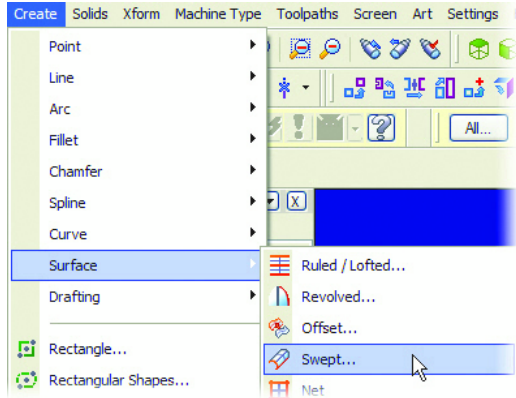 Create Solids Xform Machine Type Toolpaths Screen Art Settings
Point
Line
Arc
Fillet
Chamfer
Spline
Curve
Surface
Drafting
Rectangle...
Rectangular Shapes...
All...
X
Ruled / Lofted...
Revolved...
Offset...
Swept...
Net